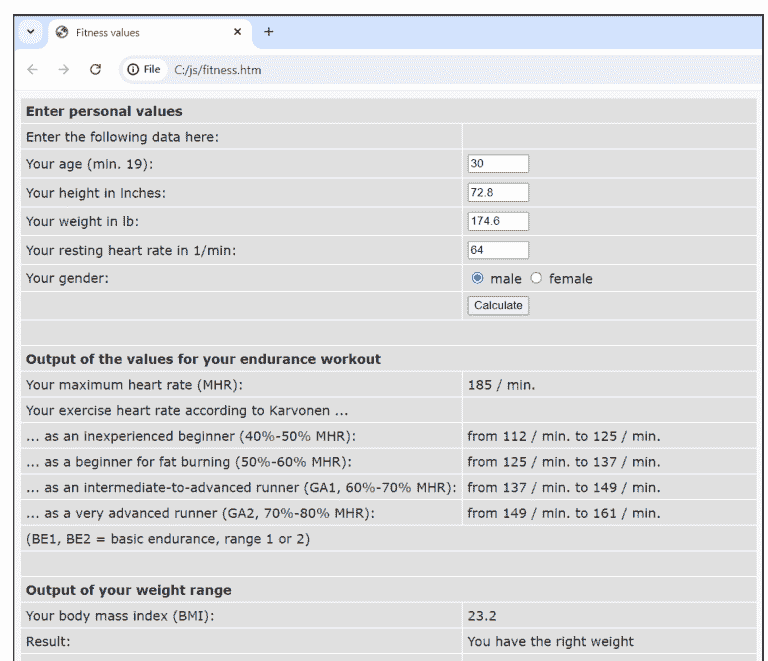 Fitness values
File C:/js/fitness.htm
Enter personal values
Enter the following data here:
Your age (min. 19): 30
Your height in Inches: 72.8
Your weight in lb: 174.6
Your resting heart rate in 1/min: 64
Your gender: male female
Calculate
Output of the values for your endurance workout
Your maximum heart rate (MHR): 185 / min.
Your exercise heart rate according to Karvonen ...
... as an inexperienced beginner (40%-50% MHR): from 112 / min. to 125 / min.
... as a beginner for fat burning (50%-60% MHR): from 125 / min. to 137 / min.
... as an intermediate-to-advanced runner (GA1, 60%-70% MHR): from 137 / min. to 149 / min.
... as a very advanced runner (GA2, 70%-80% MHR): from 149 / min. to 161 / min.
(BE1, BE2 = basic endurance, range 1 or 2)
Output of your weight range
Your body mass index (BMI): 23.2
Result: You have the right weight